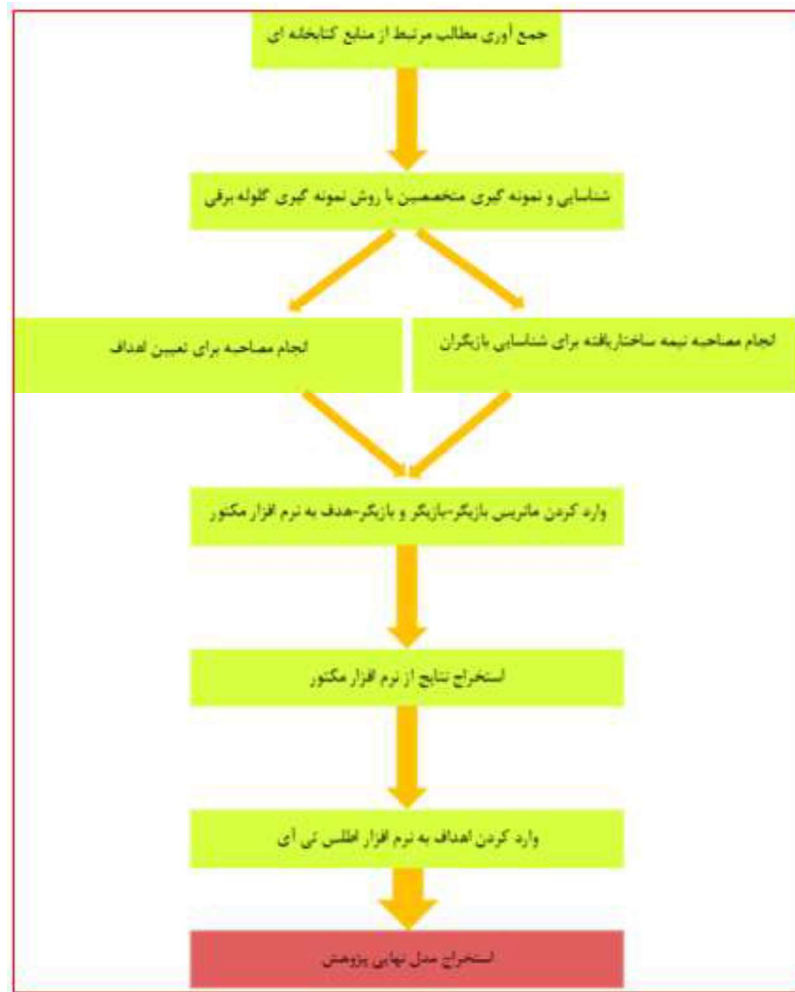 جمع آوری مطالب مرتبط از منابع کتابخانه ای
شناسایی و نمونه گیری متخصصین با روش نمونه گیری گلوله برفی
انجام مصاحبه نیمه ساختاریافته برای شناسایی بازیگران
انجام مصاحبه برای تعیین اهداف
وارد کردن ماتریس بازیگر-بازیگر و بازیگر-هدف به نرم افزار مکتور
استخراج نتایج از نرم افزار مکتور
وارد کردن اهداف به نرم افزار اطلس تی آی
استخراج مدل نهایی پژوهش